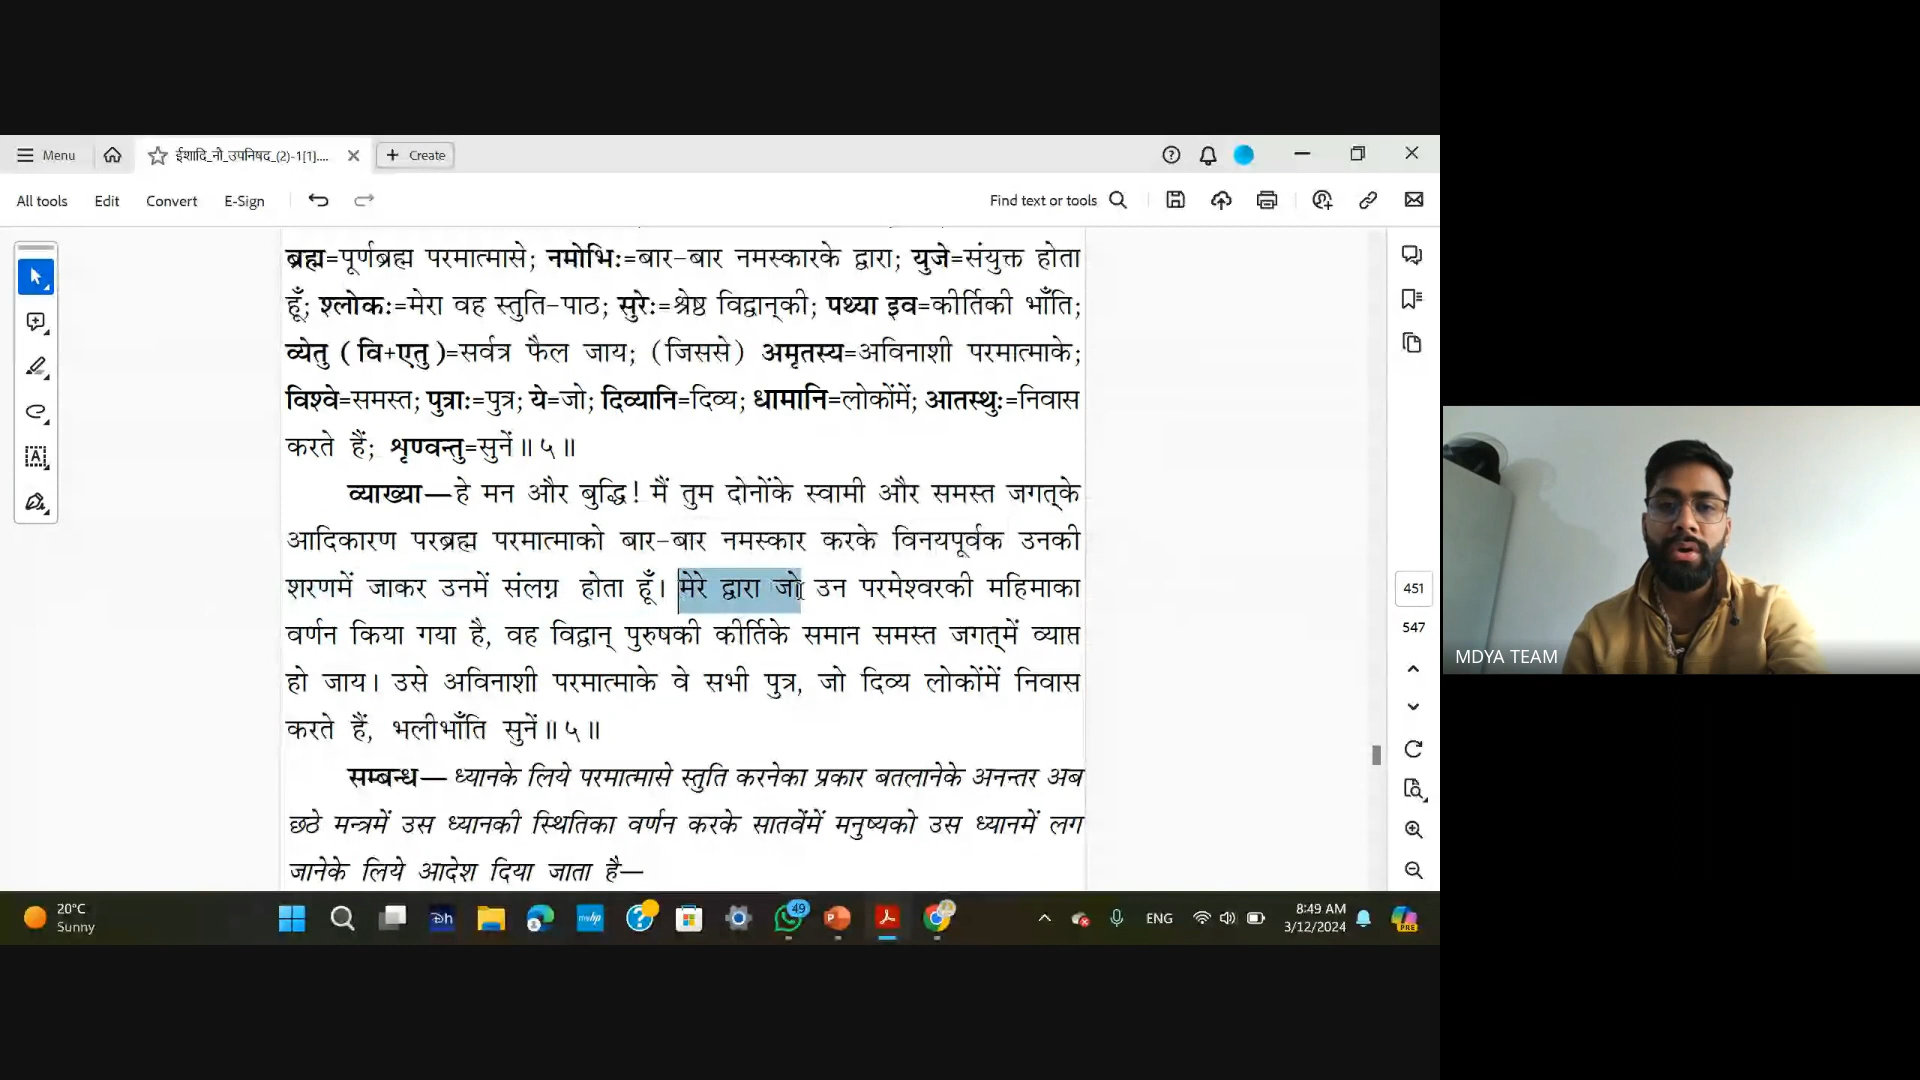 Menu
ईशादि_नो_उपनिषद_(2)-1[1]....
Create
All tools
Edit
Convert
E-Sign
Find text or tools
ब्रह्म=पूर्णब्रह्म परमात्मासे; नमोभिः=बार-बार नमस्कारके द्वारा; युजे=संयुक्त होता
हूँ; श्लोकः=मेरा वह स्तुति-पाठ; सुरेः=श्रेष्ठ विद्वान्‌की; पथ्या इव=कीर्तिकी भाँति;
व्येतु ( वि+एतु )=सर्वत्र फैल जाय; (जिससे) अमृतस्य=अविनाशी परमात्माके;
विश्वे=समस्त; पुत्राः=पुत्र; ये=जो; दिव्यानि=दिव्य; धामानि=लोकोंमें; आतस्थुः=निवास
करते हैं; शृण्वन्तु=सुनें॥ ५ ॥
व्याख्या—हे मन और बुद्धि! मैं तुम दोनोंके स्वामी और समस्त जगत्‌के
आदिकारण परब्रह्म परमात्माको बार-बार नमस्कार करके विनयपूर्वक उनकी
शरणमें जाकर उनमें संलग्न होता हूँ। मेरे द्वारा जो उन परमेश्वरकी महिमाका
वर्णन किया गया है, वह विद्वान् पुरुषकी कीर्तिके समान समस्त जगत्‌में व्याप्त
हो जाय। उसे अविनाशी परमात्माके वे सभी पुत्र, जो दिव्य लोकोंमें निवास
करते हैं, भलीभाँति सुनें॥ ५ ॥
सम्बन्ध— ध्यानके लिये परमात्मासे स्तुति करनेका प्रकार बतलानेके अनन्तर अब
छठे मन्त्रमें उस ध्यानकी स्थितिका वर्णन करके सातवेंमें मनुष्यको उस ध्यानमें लग
जानेके लिये आदेश दिया जाता है—
451
547
MDYA TEAM
20°C
Sunny
Dh
myhp
49
ENG
8:49 AM
3/12/2024
PRE